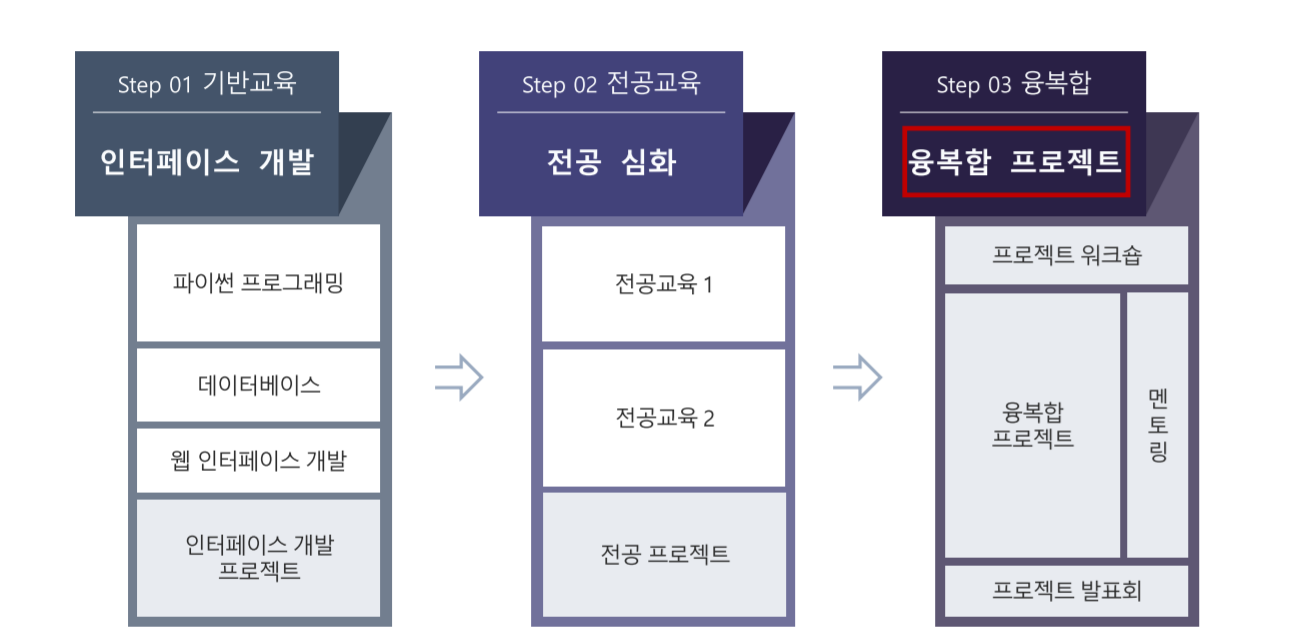 Step 01 기반교육
인터페이스 개발
파이썬 프로그래밍
데이터베이스
웹 인터페이스 개발
인터페이스 개발
프로젝트
Step 02 전공교육
전공 심화
전공교육 1
전공교육 2
전공 프로젝트
Step 03 융복합
융복합 프로젝트
프로젝트 워크숍
융복합
프로젝트
멘
토
링
프로젝트 발표회